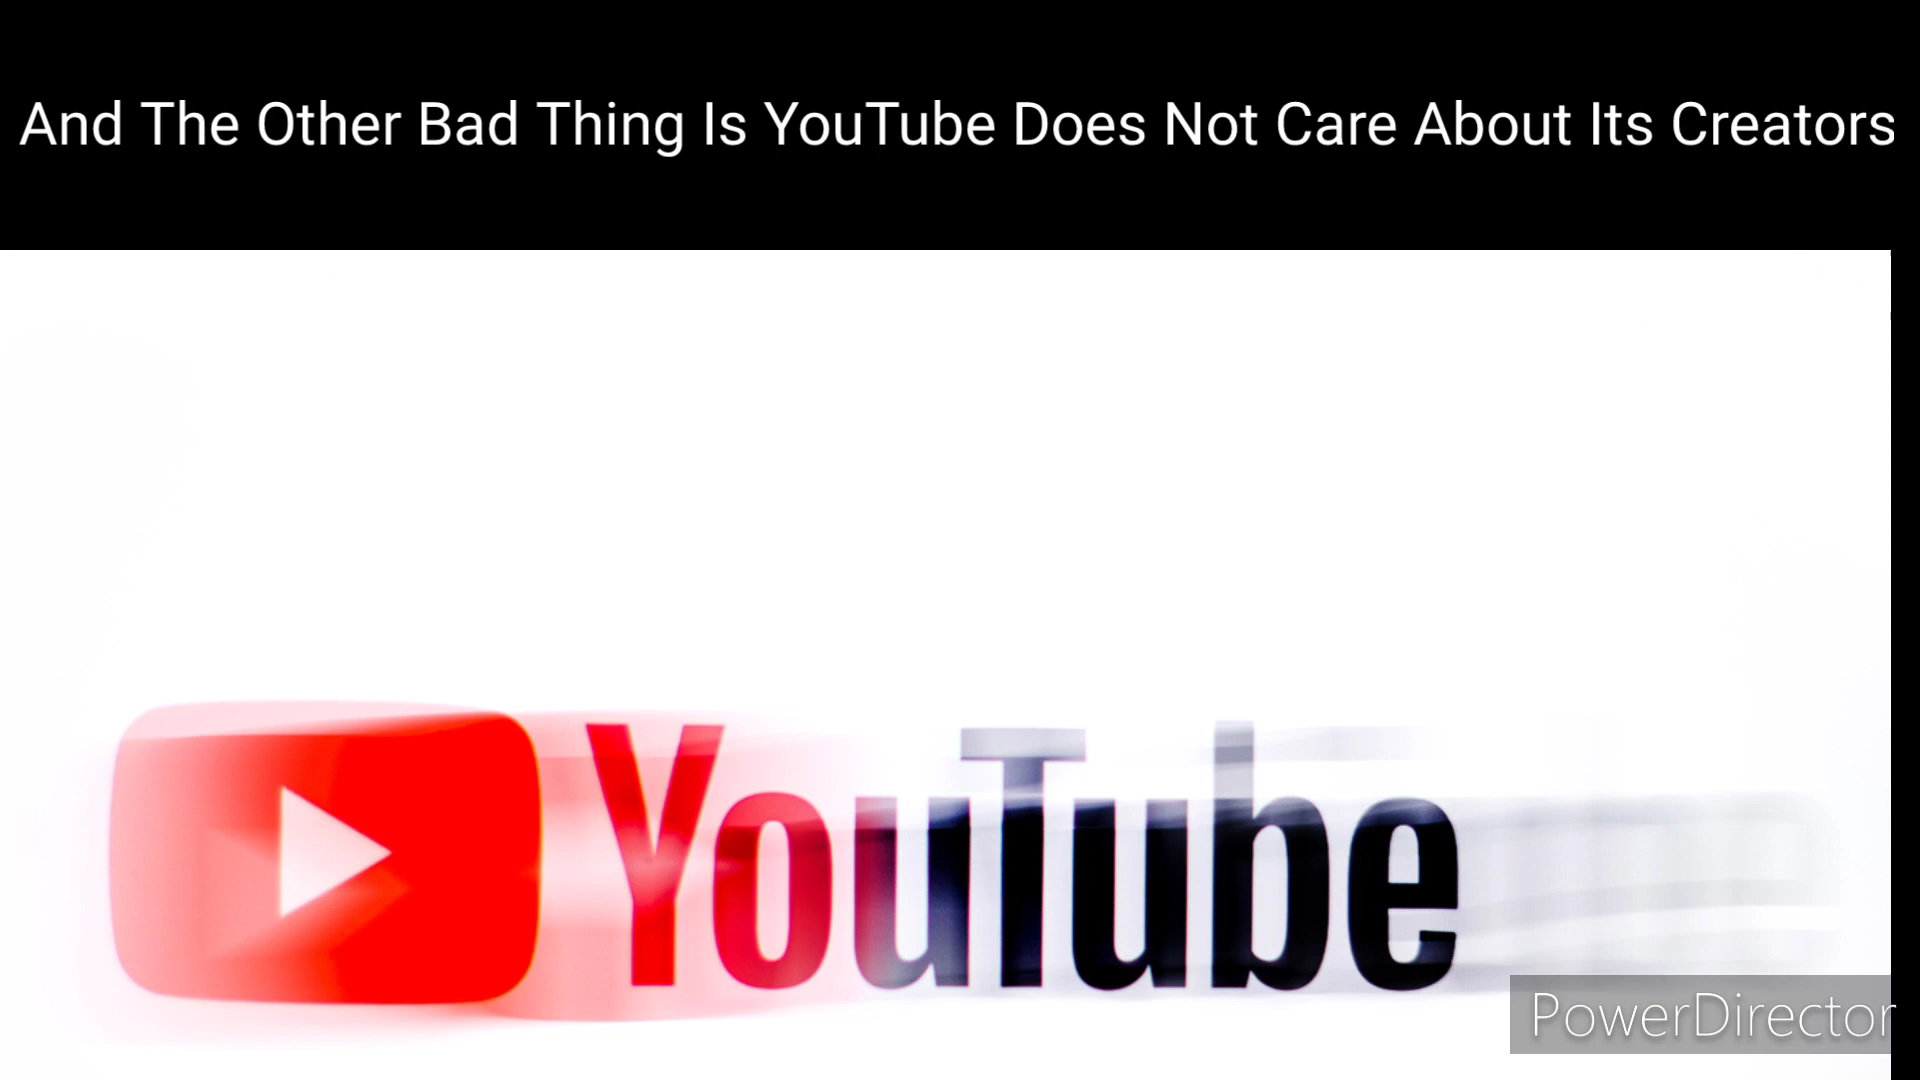 And The Other Bad Thing Is YouTube Does Not Care About Its Creators
YouTube
PowerDirector